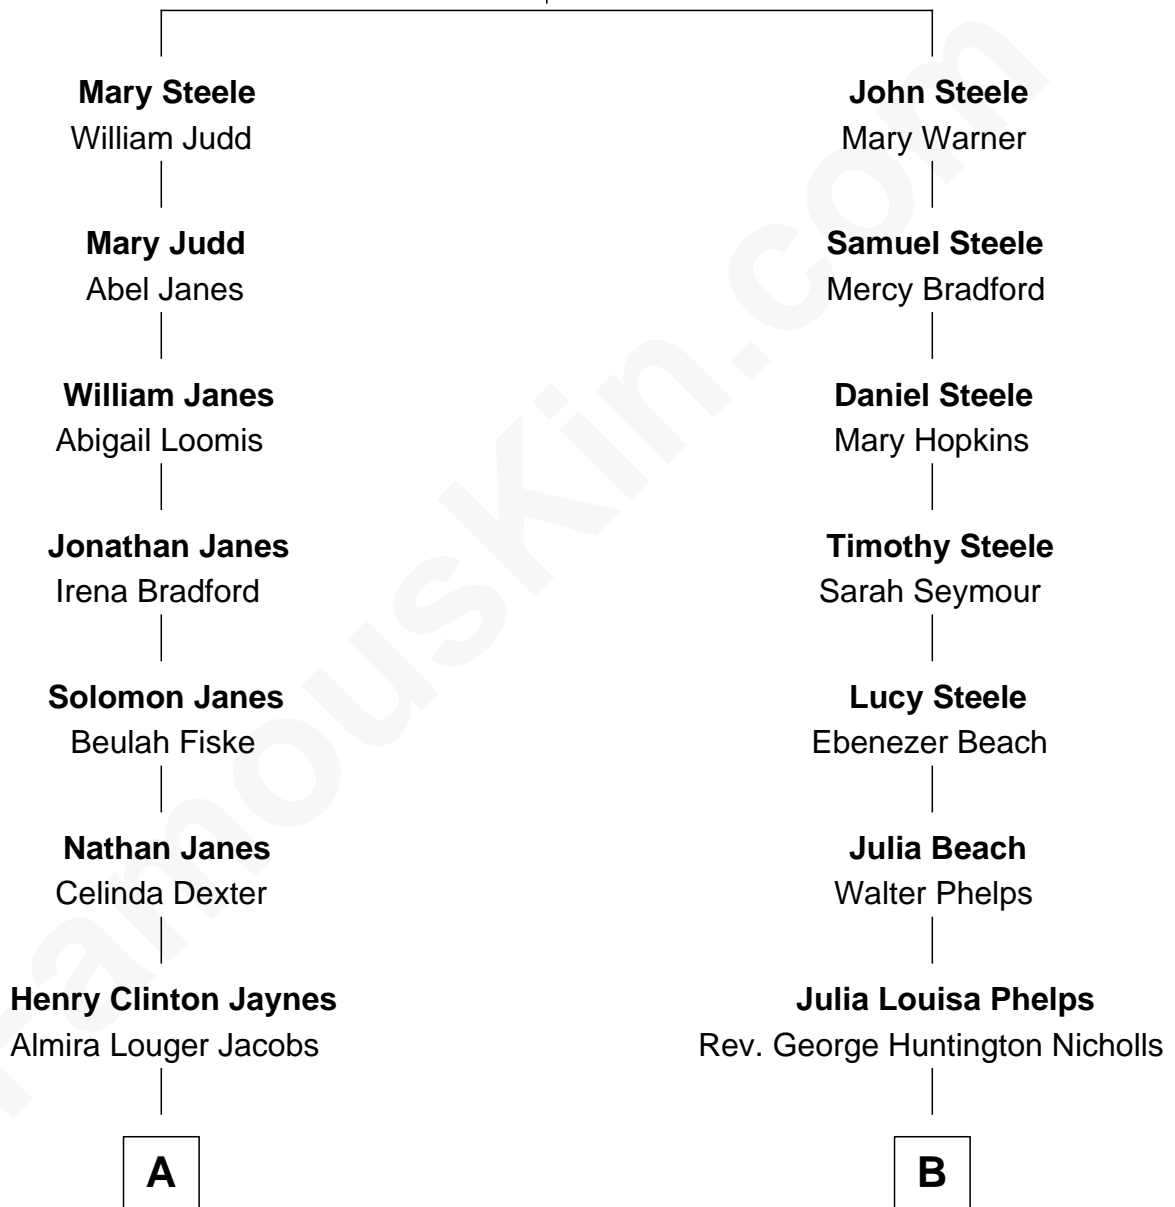 Mary Steele
William Judd
Mary Judd
Abel Janes
William Janes
Abigail Loomis
Jonathan Janes
Irena Bradford
Solomon Janes
Beulah Fiske
Nathan Janes
Celinda Dexter
Henry Clinton Jaynes
Almira Louger Jacobs
A
John Steele
Mary Warner
Samuel Steele
Mercy Bradford
Daniel Steele
Mary Hopkins
Timothy Steele
Sarah Seymour
Lucy Steele
Ebenezer Beach
Julia Beach
Walter Phelps
Julia Louisa Phelps
Rev. George Huntington Nicholls
B
FamousKin.com